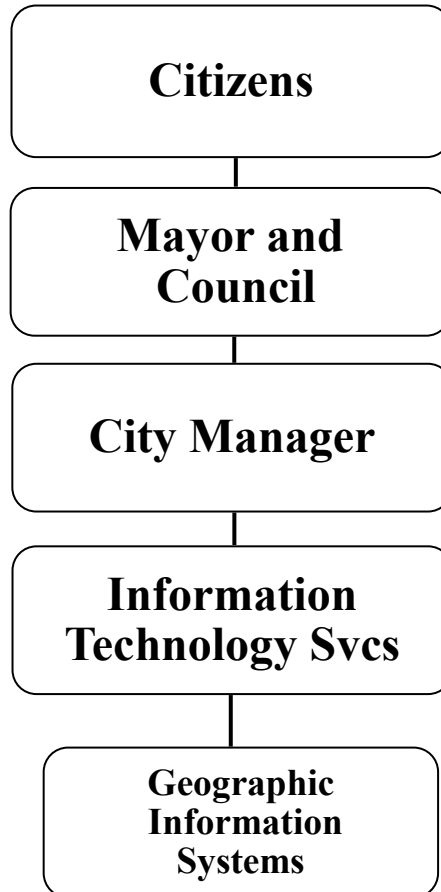 Citizens
Mayor and
Council
City Manager
Information
Technology Svcs
Geographic
Information
Systems